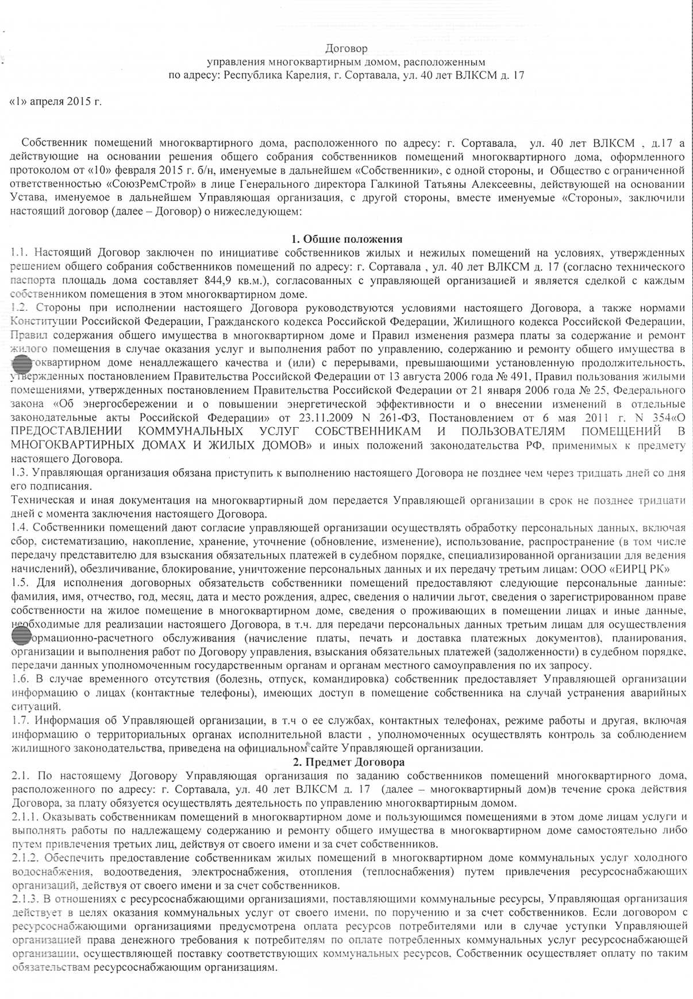 Договор
управления многоквартирным домом, расположенным
по адресу: Республика Карелия, г. Сортавала, ул. 40 лет ВЛКСМ д. 17
«1» апреля 2015 г.
Собственник помещений многоквартирного дома, расположенного по адресу: г. Сортавала, ул. 40 лет ВЛКСМ , д.17 а
действующие на основании решения общего собрания собственников помещений многоквартирного дома, оформленного
протоколом от «10» февраля 2015 г. б/н, именуемые в дальнейшем «Собственники», с одной стороны, и Общество с ограниченной
ответственностью «СоюзРемСтрой» в лице Генерального директора Галкиной Татьяны Алексеевны, действующей на основании
Устава, именуемое в дальнейшем Управляющая организация, с другой стороны, вместе именуемые «Стороны», заключили
настоящий договор (далее – Договор) о нижеследующем:
1. Общие положения
1.1. Настоящий Договор заключен по инициативе собственников жилых и нежилых помещений на условиях, утвержденных
решением общего собрания собственников помещений по адресу: г. Сортавала , ул. 40 лет ВЛКСМ д. 17 (согласно технического
паспорта площадь дома составляет 844,9 кв.м.), согласованных с управляющей организацией и является сделкой с каждым
собственником помещения в этом многоквартирном доме.
1.2. Стороны при исполнении настоящего Договора руководствуются условиями настоящего Договора, а также нормами
Конституции Российской Федерации, Гражданского кодекса Российской Федерации, Жилищного кодекса Российской Федерации,
Правил содержания общего имущества в многоквартирном доме и Правил изменения размера платы за содержание и ремонт
жилого помещения в случае оказания услуг и выполнения работ по управлению, содержанию и ремонту общего имущества в
гоквартирном доме ненадлежащего качества и (или) с перерывами, превышающими установленную продолжительность,
утвержденных постановлением Правительства Российской Федерации от 13 августа 2006 года № 491, Правил пользования жилыми
помещениями, утвержденных постановлением Правительства Российской Федерации от 21 января 2006 года № 25, Федерального
закона «Об энергосбережении и о повышении энергетической эффективности и о внесении изменений в отдельные
законодательные акты Российской Федерации» от 23.11.2009 N 261-ФЗ, Постановлением от 6 мая 2011 г. N 354«О
ПРЕДОСТАВЛЕНИИ КОММУНАЛЬНЫХ УСЛУГ СОБСТВЕННИКАМ И ПОЛЬЗОВАТЕЛЯМ ПОМЕЩЕНИЙ В
МНОГОКВАРТИРНЫХ ДОМАХ И ЖИЛЫХ ДОМОВ» и иных положений законодательства РФ, применимых к предмету
настоящего Договора.
1.3. Управляющая организация обязана приступить к выполнению настоящего Договора не позднее чем через тридцать дней со дня
его подписания.
Техническая и иная документация на многоквартирный дом передается Управляющей организации в срок не позднее тридцати
дней с момента заключения настоящего Договора.
1.4. Собственники помещений дают согласие управляющей организации осуществлять обработку персональных данных, включая
сбор, систематизацию, накопление, хранение, уточнение (обновление, изменение), использование, распространение (в том числе
передачу представителю для взыскания обязательных платежей в судебном порядке, специализированной организации для ведения
начислений), обезличивание, блокирование, уничтожение персональных данных и их передачу третьим лицам: ООО «ЕИРЦ РК»
1.5. Для исполнения договорных обязательств собственники помещений предоставляют следующие персональные данные:
фамилия, имя, отчество, год, месяц, дата и место рождения, адрес, сведения о наличии льгот, сведения о зарегистрированном праве
собственности на жилое помещение в многоквартирном доме, сведения о проживающих в помещении лицах и иные данные,
необходимые для реализации настоящего Договора, в т.ч. для передачи персональных данных третьим лицам для осуществления
ормационно-расчетного обслуживания (начисление платы, печать и доставка платежных документов), планирования,
организации и выполнения работ по Договору управления, взыскания обязательных платежей (задолженности) в судебном порядке,
передачи данных уполномоченным государственным органам и органам местного самоуправления по их запросу.
1.6. В случае временного отсутствия (болезнь, отпуск, командировка) собственник предоставляет Управляющей организации
информацию о лицах (контактные телефоны), имеющих доступ в помещение собственника на случай устранения аварийных
ситуаций.
1.7. Информация об Управляющей организации, в т.ч о ее службах, контактных телефонах, режиме работы и другая, включая
информацию о территориальных органах исполнительной власти , уполномоченных осуществлять контроль за соблюдением
жилищного законодательства, приведена на официальном сайте Управляющей организации.
2. Предмет Договора
2.1. По настоящему Договору Управляющая организация по заданию собственников помещений многоквартирного дома,
расположенного по адресу: г. Сортавала, ул. 40 лет ВЛКСМ д. 17 (далее – многоквартирный дом)в течение срока действия
Договора, за плату обязуется осуществлять деятельность по управлению многоквартирным домом.
2.1.1. Оказывать собственникам помещений в многоквартирном доме и пользующимся помещениями в этом доме лицам услуги и
выполнять работы по надлежащему содержанию и ремонту общего имущества в многоквартирном доме самостоятельно либо
путем привлечения третьих лиц, действуя от своего имени и за счет собственников.
2.1.2. Обеспечить предоставление собственникам жилых помещений в многоквартирном доме коммунальных услуг холодного
водоснабжения, водоотведения, электроснабжения, отопления (теплоснабжения) путем привлечения ресурсоснабжающих
организаций, действуя от своего имени и за счет собственников.
2.1.3. В отношениях с ресурсоснабжающими организациями, поставляющими коммунальные ресурсы, Управляющая организация
действует в целях оказания коммунальных услуг от своего имени, по поручению и за счет собственников. Если договором с
ресурсоснабжающими организациями предусмотрена оплата ресурсов потребителями или в случае уступки Управляющей
организацией права денежного требования к потребителям по оплате потребленных коммунальных услуг ресурсоснабжающей
организации, осуществляющей поставку соответствующих коммунальных ресурсов, Собственник осуществляет оплату по таким
обязательствам ресурсоснабжающим организациям.